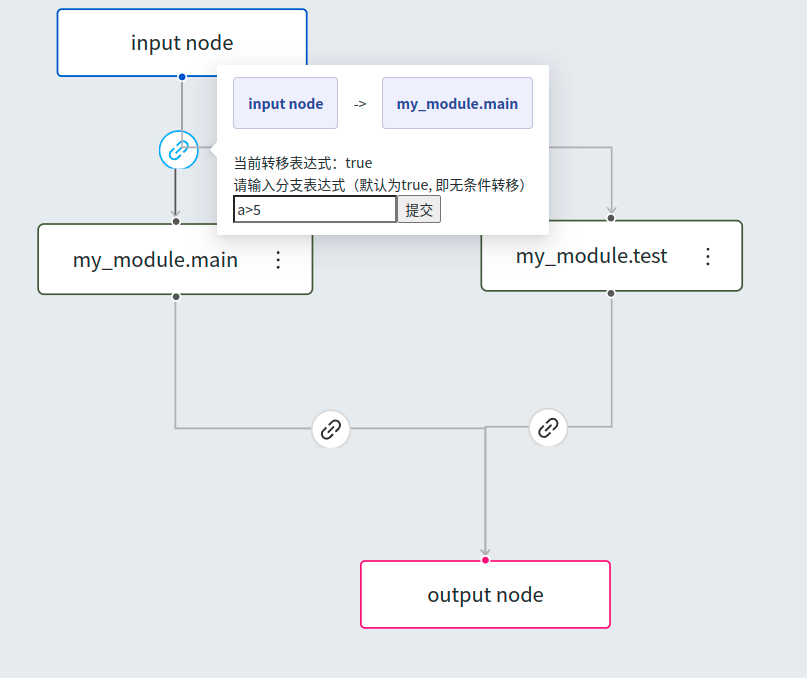 input node
input node -> my_module.main
当前转移表达式：true
请输入分支表达式（默认为true, 即无条件转移）
a>5 提交
my_module.main
my_module.test
output node